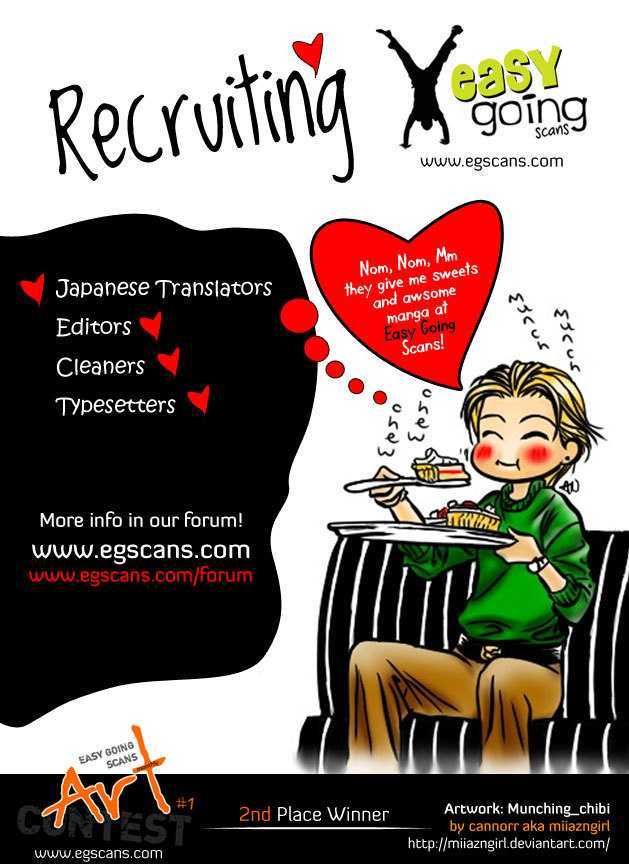 Recruiting
easy
going
scans
www.egscans.com
Nom, Nom, Mm
they give me sweets
and awsome
manga at
Easy Going
Scans!
Japanese Translators
Editors
Cleaners
Typesetters
munch
munch
chew
chew
More info in our forum!
www.egscans.com
www.egscans.com/forum
EASY GOING
SCANS
Art
CONTEST
#1
www.egscans.com
2nd Place Winner
Artwork: Munching_chibi
by cannorr aka miiazngirl
http://miiazngirl.deviantart.com/